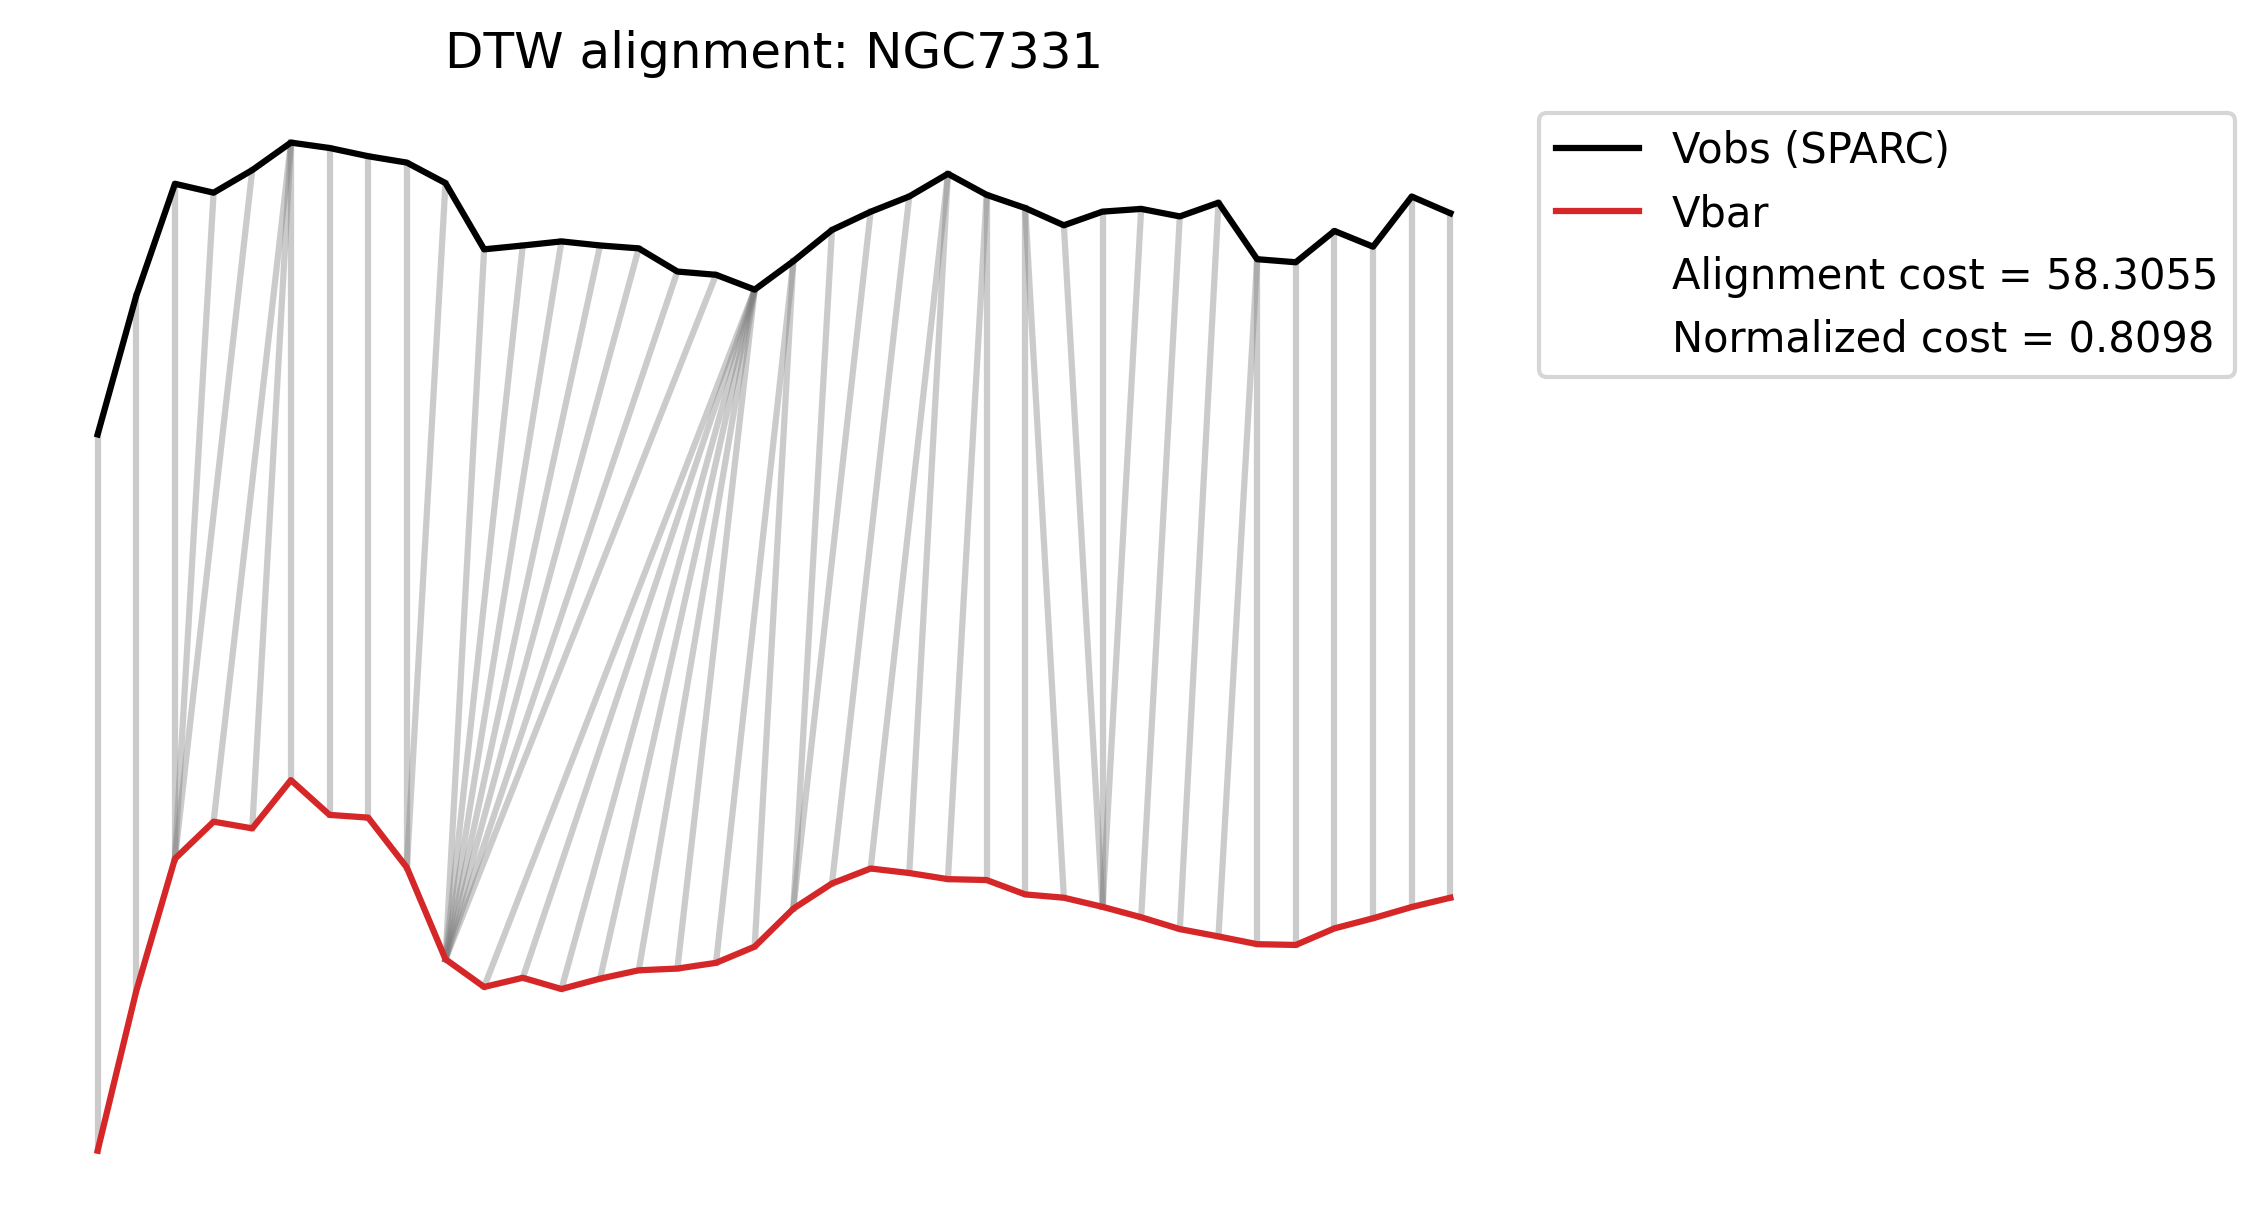 DTW alignment: NGC7331
Vobs (SPARC)
Vbar
Alignment cost = 58.3055
Normalized cost = 0.8098